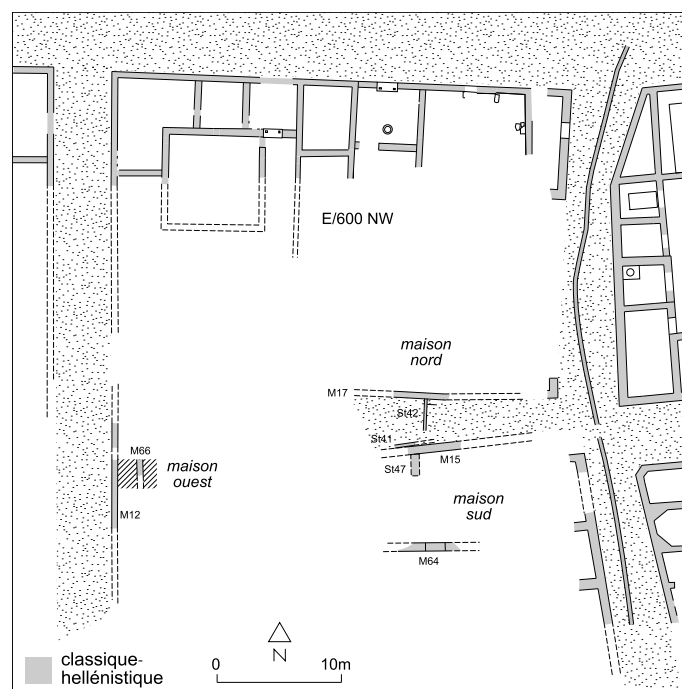 E/600 NW
maison
nord
M17
St42
St41
M15
M66
maison
ouest
St47
M12
maison
sud
M64
N
classique-
hellénistique
0 10m